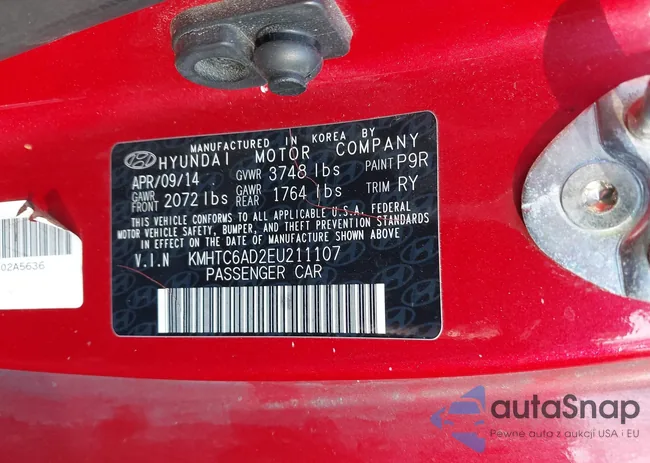 MANUFACTURED IN KOREA BY
HYUNDAI MOTOR COMPANY
APR/09/14 GVWR 3748 lbs PAINT P9R
GAWR FRONT 2072 lbs GAWR REAR 1764 lbs TRIM RY
THIS VEHICLE CONFORMS TO APPLICABLE U.S.A. FEDERAL
MOTOR VEHICLE SAFETY, BUMPER, AND THEFT PREVENTION STANDARDS
IN EFFECT ON THE DATE OF MANUFACTURE SHOWN ABOVE.
V.I.N KMHTC6AD2EU211107
PASSENGER CAR
02A5636
autaSnap
Pewne auta z aukcji USA i EU